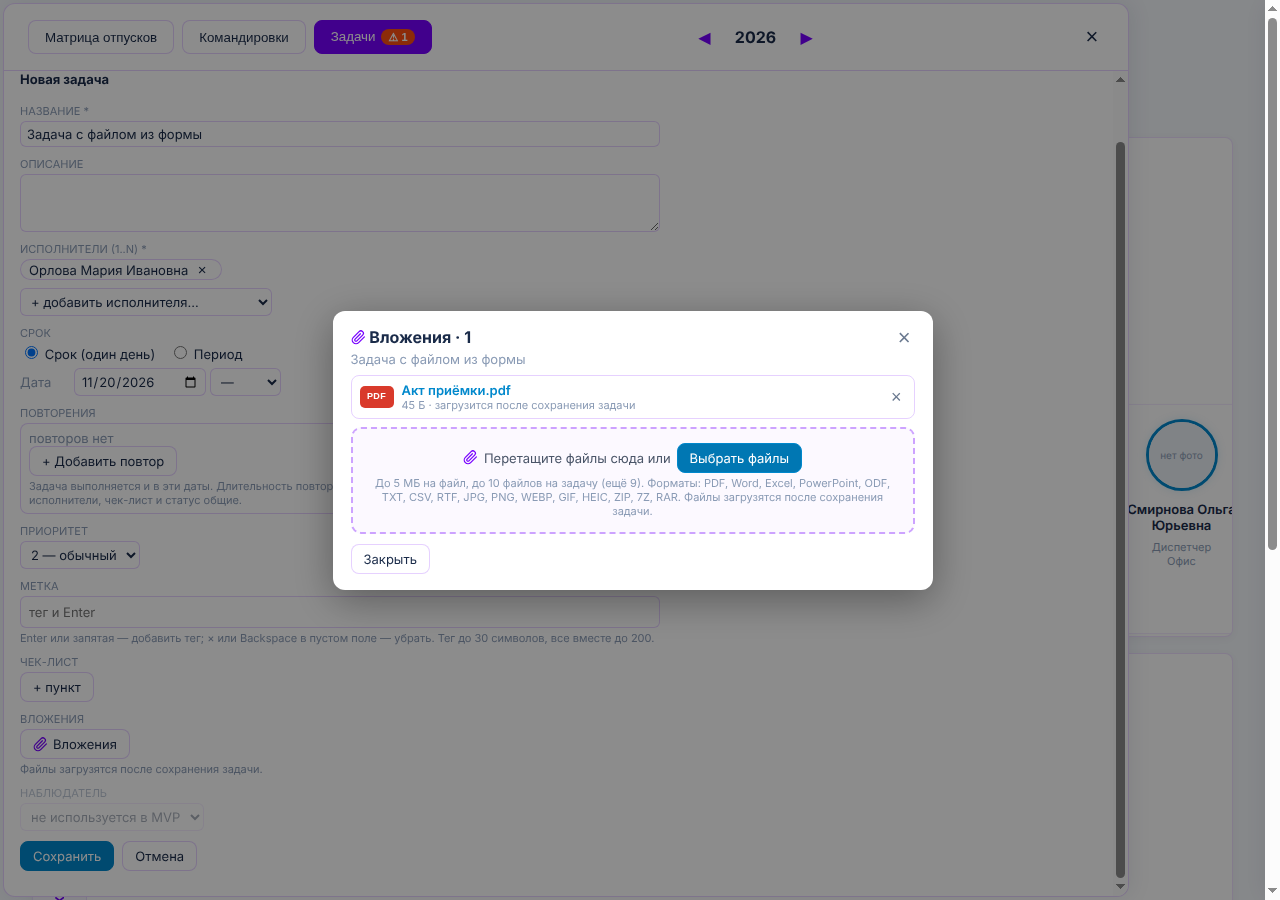 Матрица отпусков
Командировки
Задачи ⚠ 1
◀ 2026 ▶
✕
Новая задача
НАЗВАНИЕ *
Задача с файлом из формы
ОПИСАНИЕ
ИСПОЛНИТЕЛИ (1..N) *
Орлова Мария Ивановна ✕
+ добавить исполнителя...
СРОК
Срок (один день)
Период
Дата
11/20/2026
—
ПОВТОРЕНИЯ
повторов нет
+ Добавить повтор
Задача выполняется и в эти даты. Длительность повтор
исполнители, чек-лист и статус общие.
ПРИОРИТЕТ
2 — обычный
МЕТКА
тег и Enter
Enter или запятая — добавить тег; × или Backspace в пустом поле — убрать. Тег до 30 символов, все вместе до 200.
ЧЕК-ЛИСТ
+ пункт
ВЛОЖЕНИЯ
Вложения
Файлы загрузятся после сохранения задачи.
НАБЛЮДАТЕЛЬ
не используется в MVP
Сохранить
Отмена
Вложения · 1
✕
Задача с файлом из формы
PDF
Акт приёмки.pdf
45 Б · загрузится после сохранения задачи
✕
Перетащите файлы сюда или
Выбрать файлы
До 5 МБ на файл, до 10 файлов на задачу (ещё 9). Форматы: PDF, Word, Excel, PowerPoint, ODF,
TXT, CSV, RTF, JPG, PNG, WEBP, GIF, HEIC, ZIP, 7Z, RAR. Файлы загрузятся после сохранения
задачи.
Закрыть
нет фото
Смирнова Ольга
Юрьевна
Диспетчер
Офис